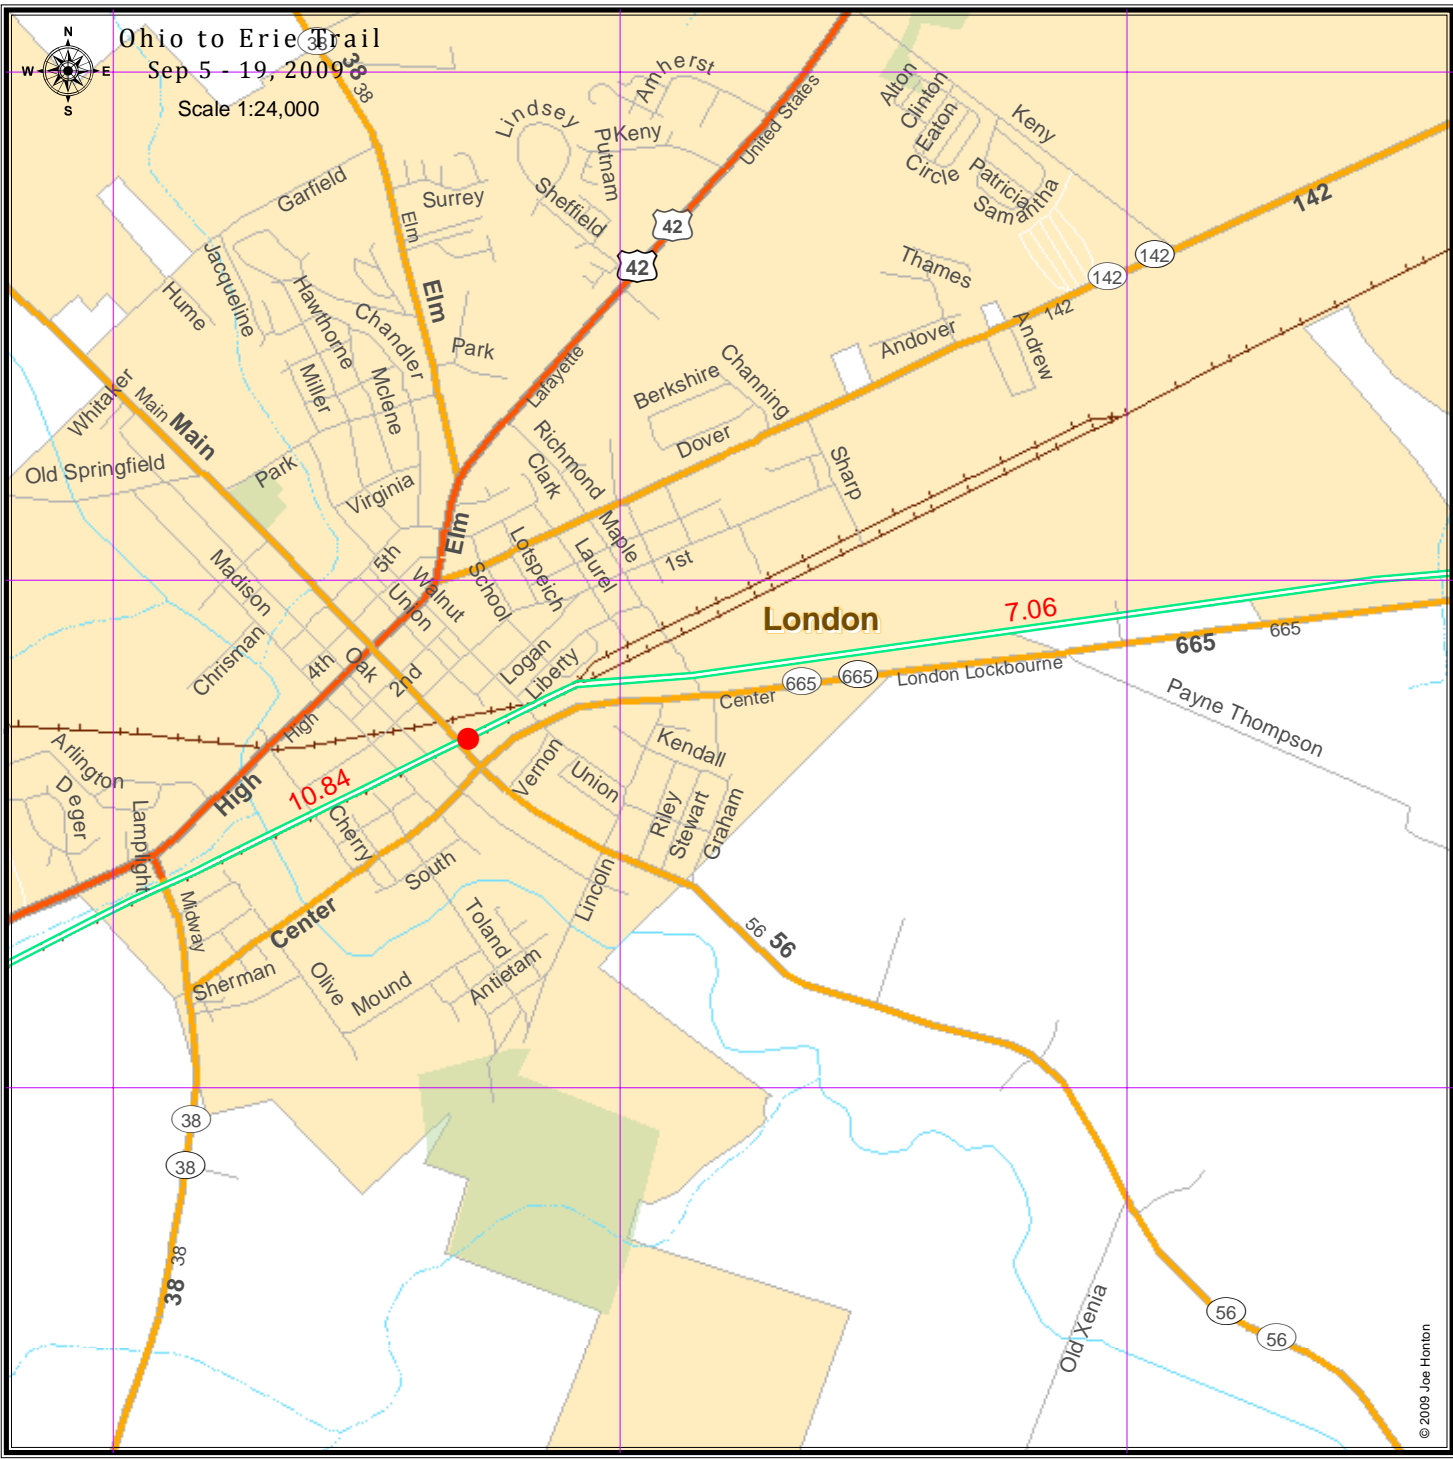 N
W E
S
Ohio to Erie Trail
Sep 5 - 19, 2009
Scale 1:24,000
38
38
38
Lindsey
Amherst
Keny
Putnam
Sheffield
United States
Alton
Clinton
Eaton
Circle
Keny
Patricia
Samantha
142
142
142
142
Garfield
Surrey
Elm
Elm
42
42
Thames
Andover
Andrew
Jacqueline
Hume
Hawthorne
Chandler
Park
Miller
Mclene
Lafayette
Berkshire
Channing
Dover
Whitaker
Main
Main
Old Springfield
Park
Virginia
Richmond
Clark
Sharp
Elm
Maple
Lotspeich
Laurel
1st
5th
Walnut
Union
School
Madison
Chrisman
4th
Oak
2nd
Logan
Liberty
London
7.06
665
665
665
665
London Lockbourne
Center
Payne Thompson
High
High
Arlington
Deger
Lamplight
10.84
Vernon
Union
Kendall
Riley
Stewart
Graham
Cherry
South
Lincoln
Midway
Center
Toland
Antietam
Sherman
Olive
Mound
56
56
38
38
38
38
Old Xenia
56
56
© 2009 Joe Honton